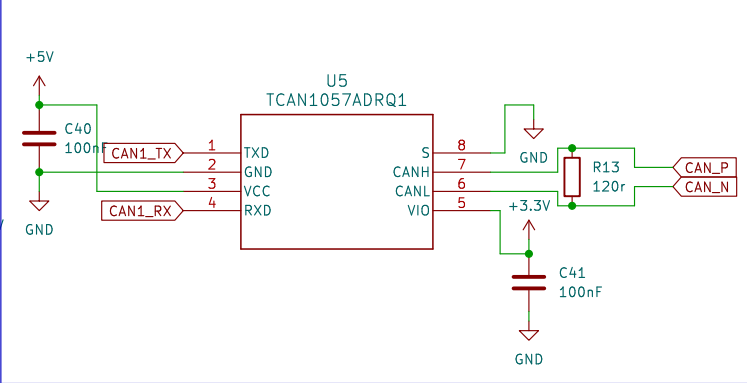 +5V
U5
TCAN1057ADRQ1
C40
100nF
CAN1_TX
1
TXD
S
8
GND
2
GND
CANH
7
R13
CAN_P
3
VCC
CANL
6
120r
CAN_N
CAN1_RX
4
RXD
VIO
5
+3.3V
GND
C41
100nF
GND